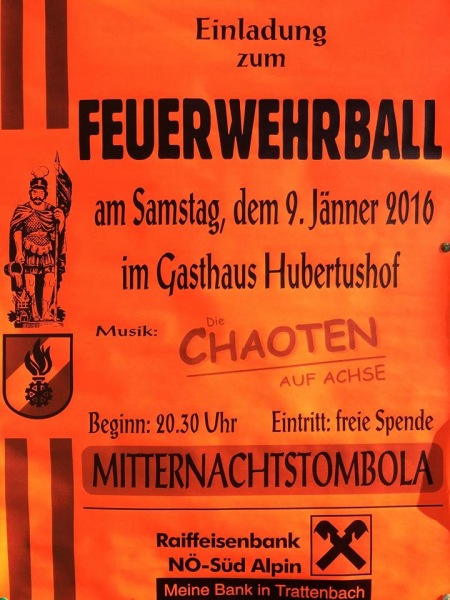 Einladung
zum
FEUERWEHRBALL
am Samstag, dem 9. Jänner 2016
im Gasthaus Hubertushof
Musik:
Die
CHAOTEN
AUF ACHSE
Beginn: 20.30 Uhr Eintritt: freie Spende
MITTERNACHTSTOMBOLA
Raiffeisenbank
NÖ-Süd Alpin
Meine Bank in Trattenbach